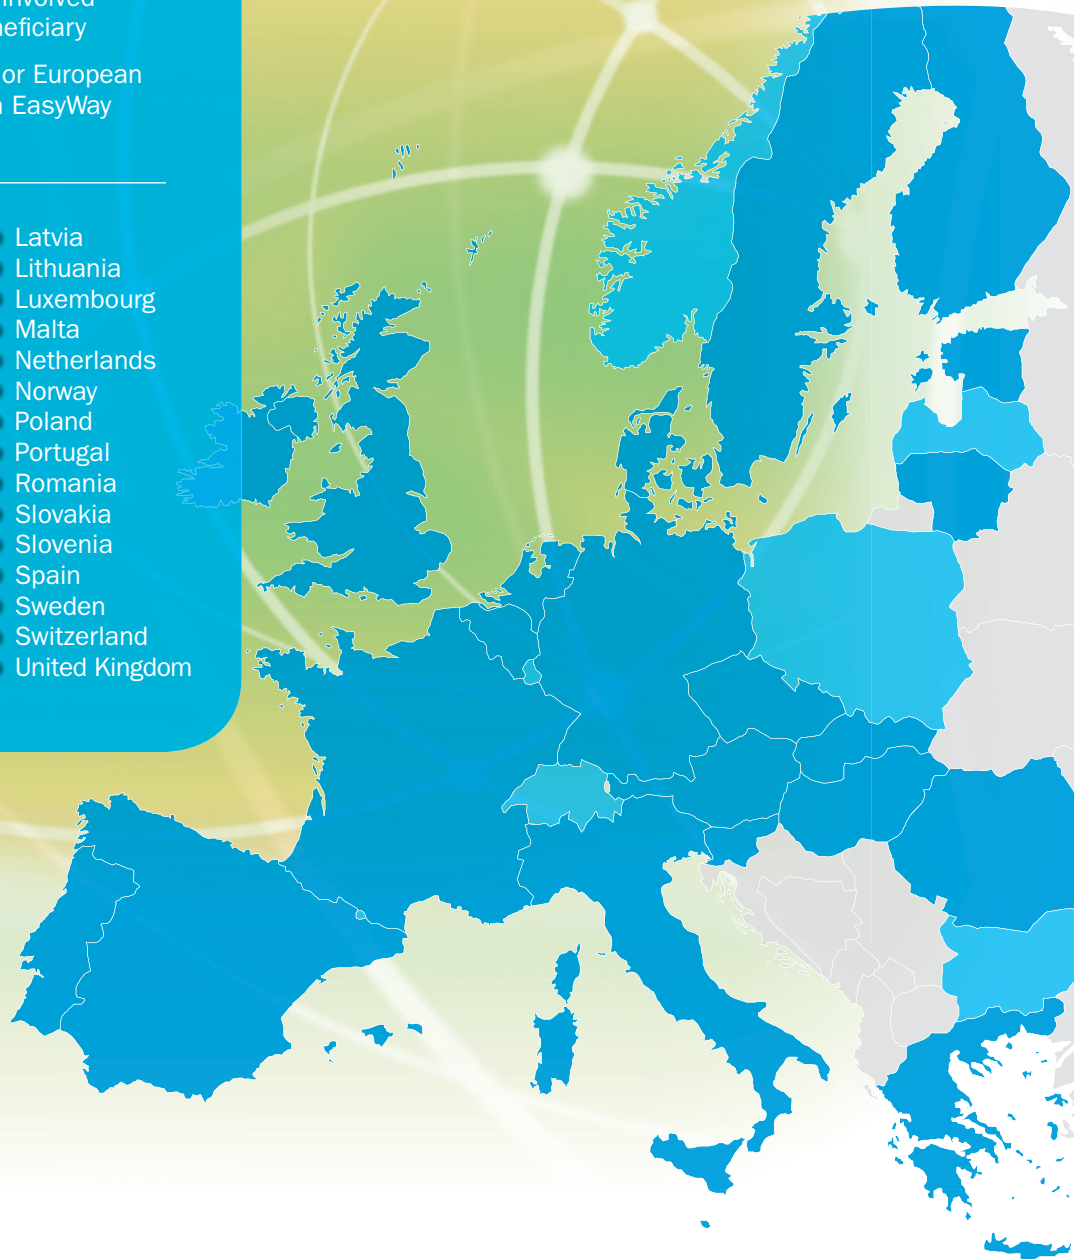 neficiary
or European
EasyWay
Latvia
Lithuania
Luxembourg
Malta
Netherlands
Norway
Poland
Portugal
Romania
Slovakia
Slovenia
Spain
Sweden
Switzerland
United Kingdom